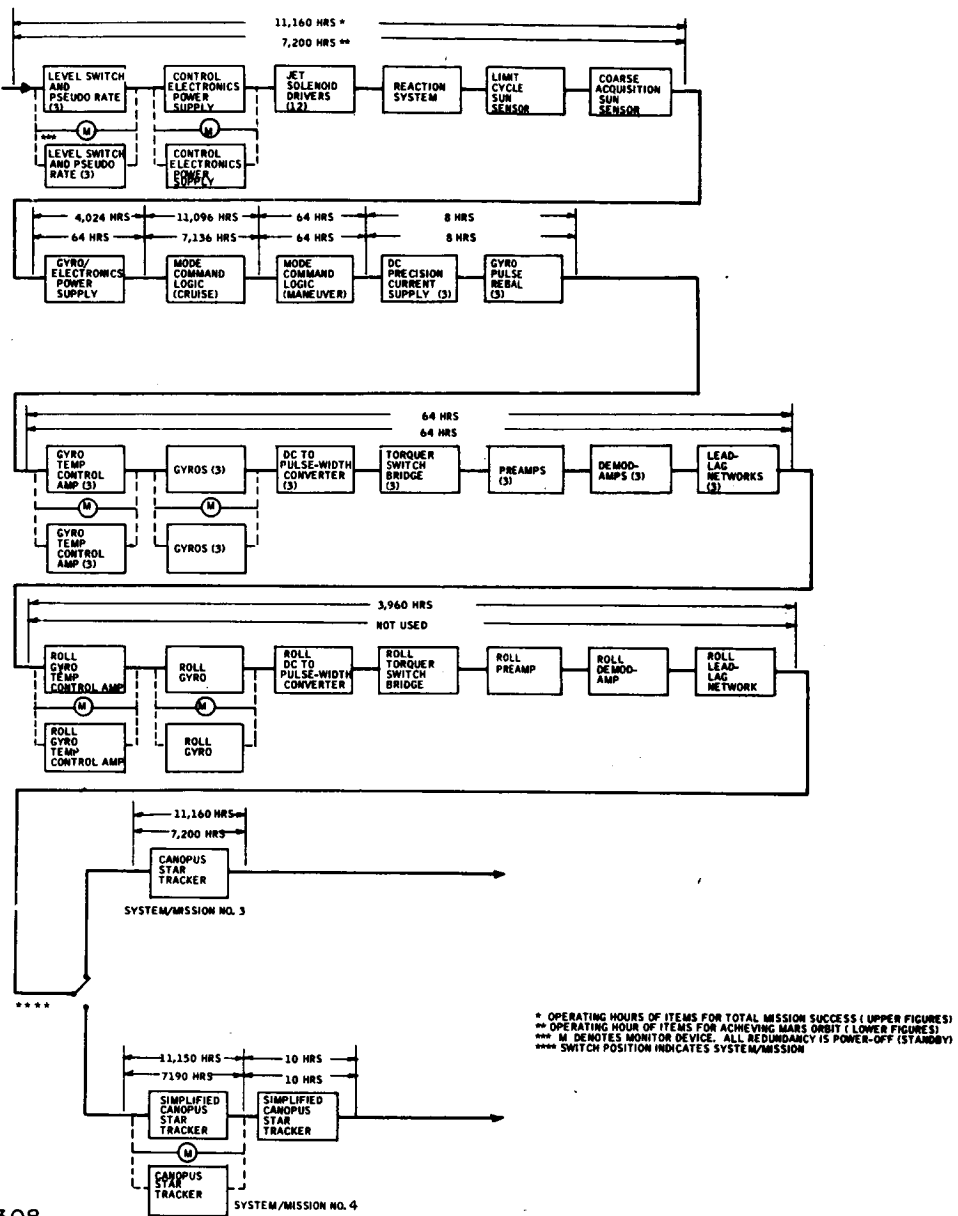 11,160 HRS *
7,200 HRS **
LEVEL SWITCH
AND
PSEUDO RATE
(3)
CONTROL
ELECTRONICS
POWER
SUPPLY
JET
SOLENOID
DRIVERS
(12)
REACTION
SYSTEM
LIMIT
CYCLE
SUN
SENSOR
COARSE
ACQUISITION
SUN
SENSOR
***
M
M
LEVEL SWITCH
AND PSEUDO
RATE (3)
CONTROL
ELECTRONICS
POWER
SUPPLY
4,024 HRS
11,096 HRS
64 HRS
8 HRS
64 HRS
7,136 HRS
64 HRS
8 HRS
GYRO/
ELECTRONICS
POWER
SUPPLY
MODE
COMMAND
LOGIC
(CRUISE)
MODE
COMMAND
LOGIC
(MANEUVER)
DC
PRECISION
CURRENT
SUPPLY (3)
GYRO
PULSE
REBAL
(3)
64 HRS
64 HRS
GYRO
TEMP
CONTROL
AMP (3)
GYROS (3)
DC TO
PULSE-WIDTH
CONVERTER
(3)
TORQUER
SWITCH
BRIDGE
(3)
PREAMPS
(3)
DEMOD-
AMPS (3)
LEAD-
LAG
NETWORKS
(3)
M
M
GYRO
TEMP
CONTROL
AMP (3)
GYROS (3)
3,960 HRS
NOT USED
ROLL
GYRO
TEMP
CONTROL AMP
ROLL
GYRO
ROLL
DC TO
PULSE-WIDTH
CONVERTER
ROLL
TORQUER
SWITCH
BRIDGE
ROLL
PREAMP
ROLL
DEMOD-
AMP
ROLL
LEAD-
LAG
NETWORK
M
M
ROLL
GYRO
TEMP
CONTROL AMP
ROLL
GYRO
11,160 HRS
7,200 HRS
CANOPUS
STAR
TRACKER
SYSTEM/MISSION NO. 3
****
* OPERATING HOURS OF ITEMS FOR TOTAL MISSION SUCCESS ( UPPER FIGURES)
** OPERATING HOUR OF ITEMS FOR ACHIEVING MARS ORBIT ( LOWER FIGURES)
*** M DENOTES MONITOR DEVICE. ALL REDUNDANCY IS POWER-OFF (STANDBY)
**** SWITCH POSITION INDICATES SYSTEM/MISSION
11,150 HRS
10 HRS
7190 HRS
10 HRS
SIMPLIFIED
CANOPUS
STAR
TRACKER
SIMPLIFIED
CANOPUS
STAR
TRACKER
M
CANOPUS
STAR
TRACKER
SYSTEM/MISSION NO. 4